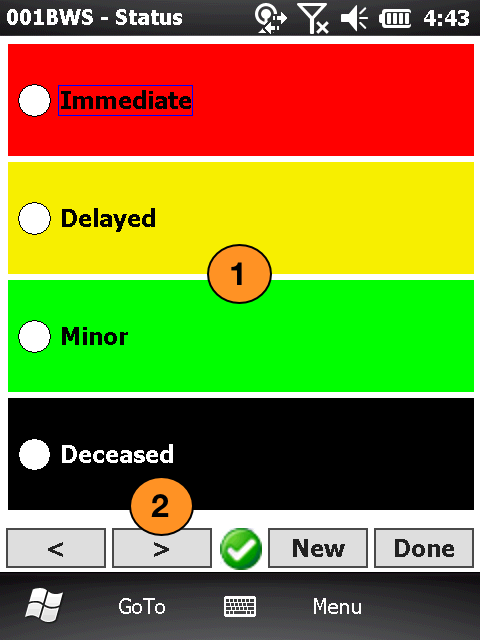 001BWS - Status 4:43
Immediate
Delayed
1
Minor
Deceased
2
< > New Done
GoTo Menu